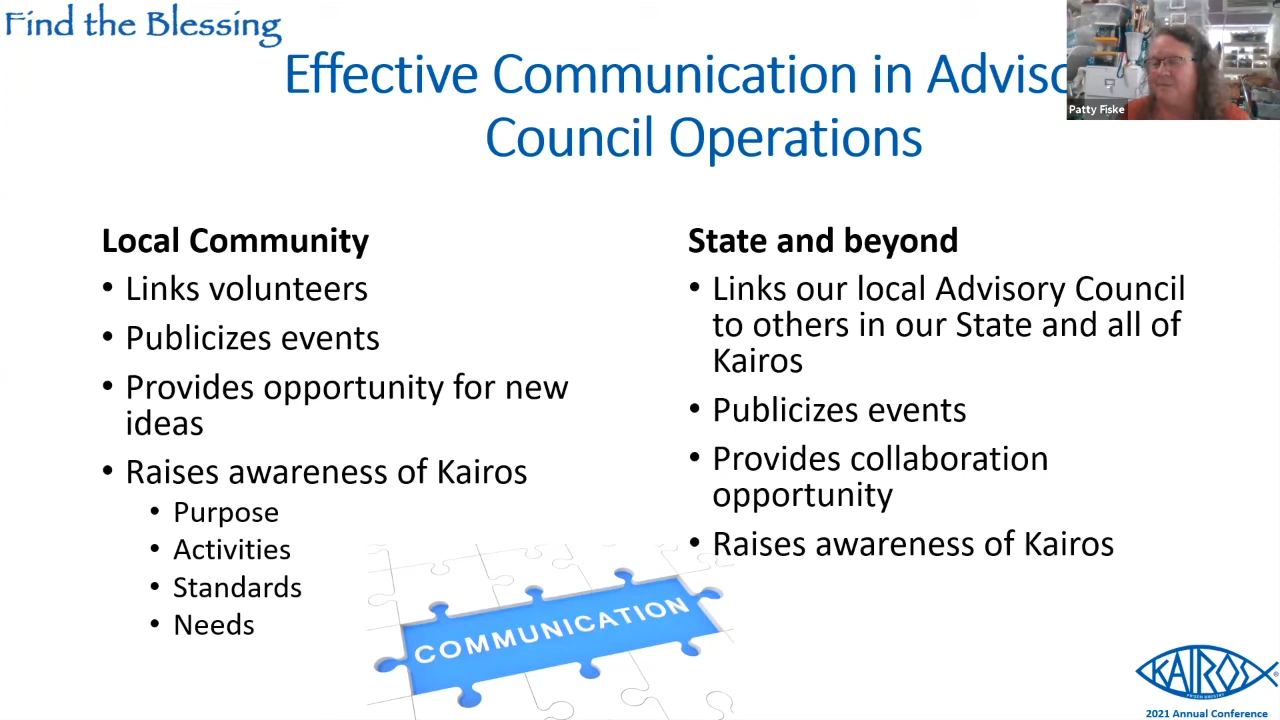 Find the Blessing
Effective Communication in Adviso
Council Operations
Patty Fiske
Local Community
• Links volunteers
• Publicizes events
• Provides opportunity for new
ideas
• Raises awareness of Kairos
• Purpose
• Activities
• Standards
• Needs
State and beyond
• Links our local Advisory Council
to others in our State and all of
Kairos
• Publicizes events
• Provides collaboration
opportunity
• Raises awareness of Kairos
COMMUNICATION
KAIROS
PRISON MINISTRY
®
2021 Annual Conference